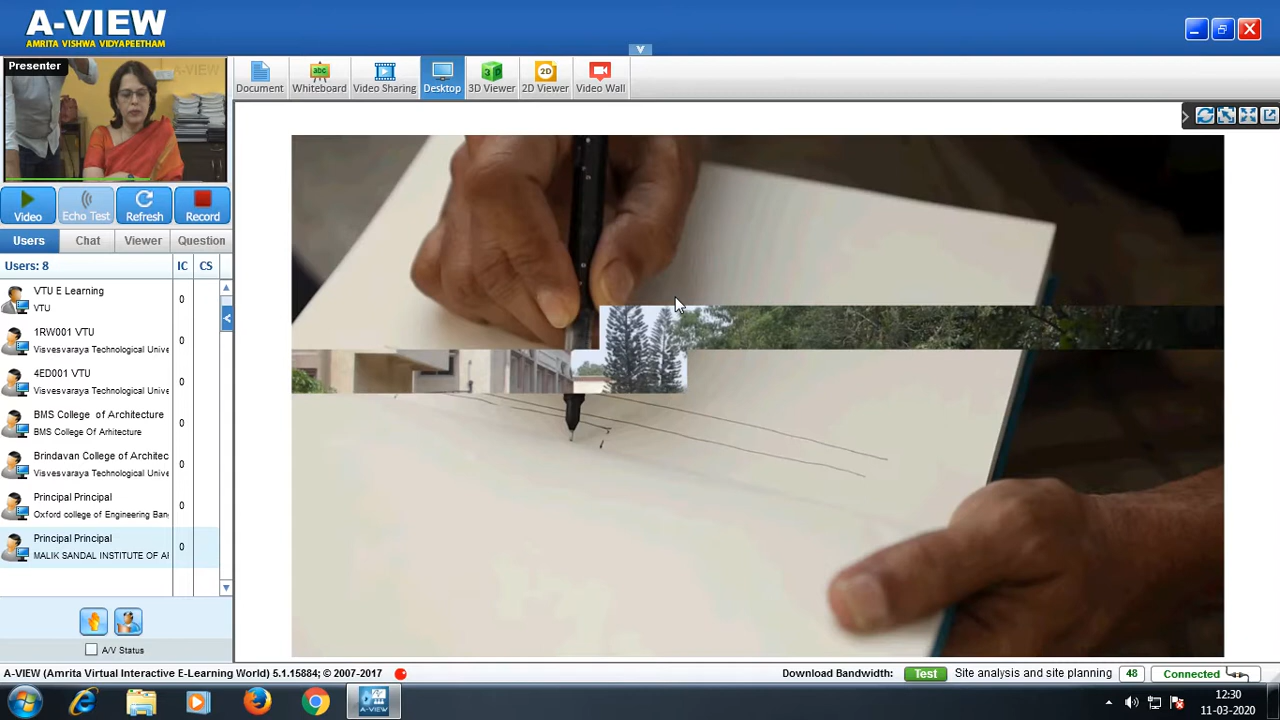 A-VIEW
AMRITA VISHWA VIDYAPEETHAM
Presenter
A-VIEW
Document
Whiteboard
Video Sharing
Desktop
3D Viewer
2D Viewer
Video Wall
Video
Echo Test
Refresh
Record
Users
Chat
Viewer
Question
Users: 8
IC
CS
VTU E Learning
VTU
0
1RW001 VTU
Visvesvaraya Technological Unive
0
4ED001 VTU
Visvesvaraya Technological Unive
0
BMS College of Architecture
BMS College Of Arhitecture
0
Brindavan College of Architec
Visvesvaraya Technological Unive
0
Principal Principal
Oxford college of Engineering Ban
0
Principal Principal
MALIK SANDAL INSTITUTE OF AR
0
A/V Status
A-VIEW (Amrita Virtual Interactive E-Learning World) 5.1.15884; © 2007-2017
Download Bandwidth:
Test
Site analysis and site planning
48
Connected
12:30
11-03-2020